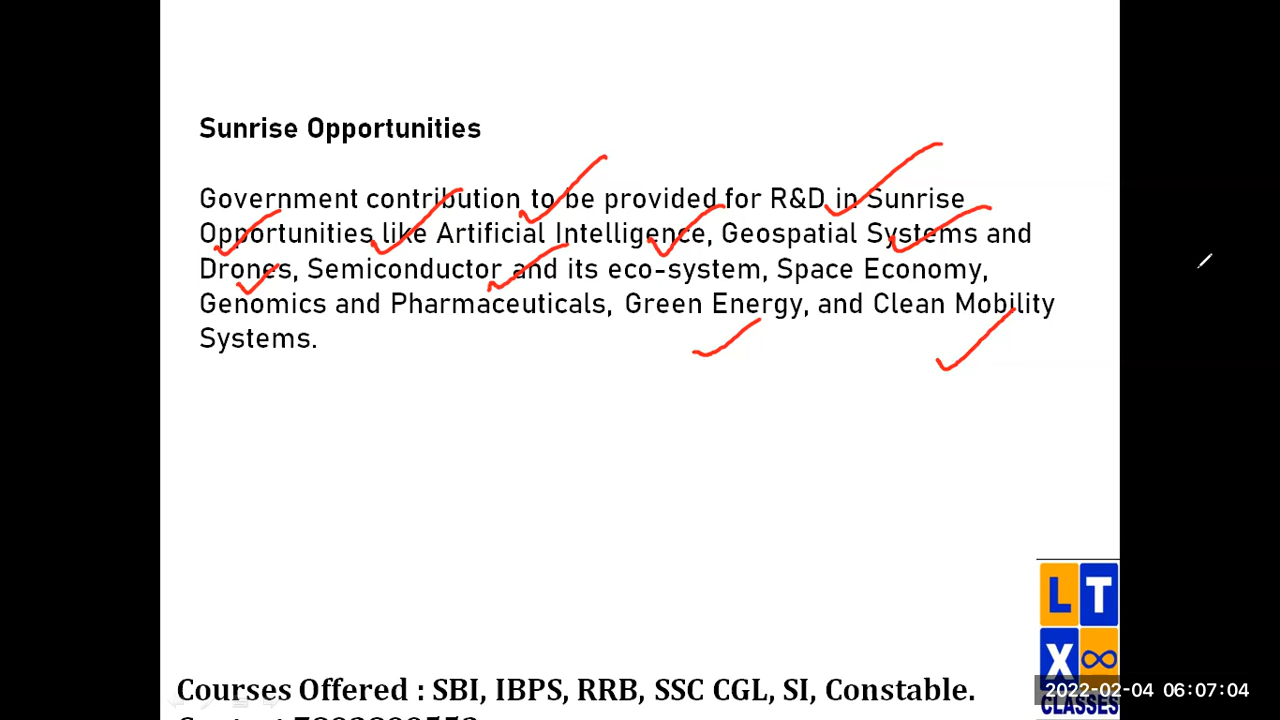 Sunrise Opportunities
Government contribution to be provided for R&D in Sunrise
Opportunities like Artificial Intelligence, Geospatial Systems and
Drones, Semiconductor and its eco-system, Space Economy,
Genomics and Pharmaceuticals, Green Energy, and Clean Mobility
Systems.
L T
X ∞
CLASSES
2022-02-04 06:07:04
Courses Offered : SBI, IBPS, RRB, SSC CGL, SI, Constable.